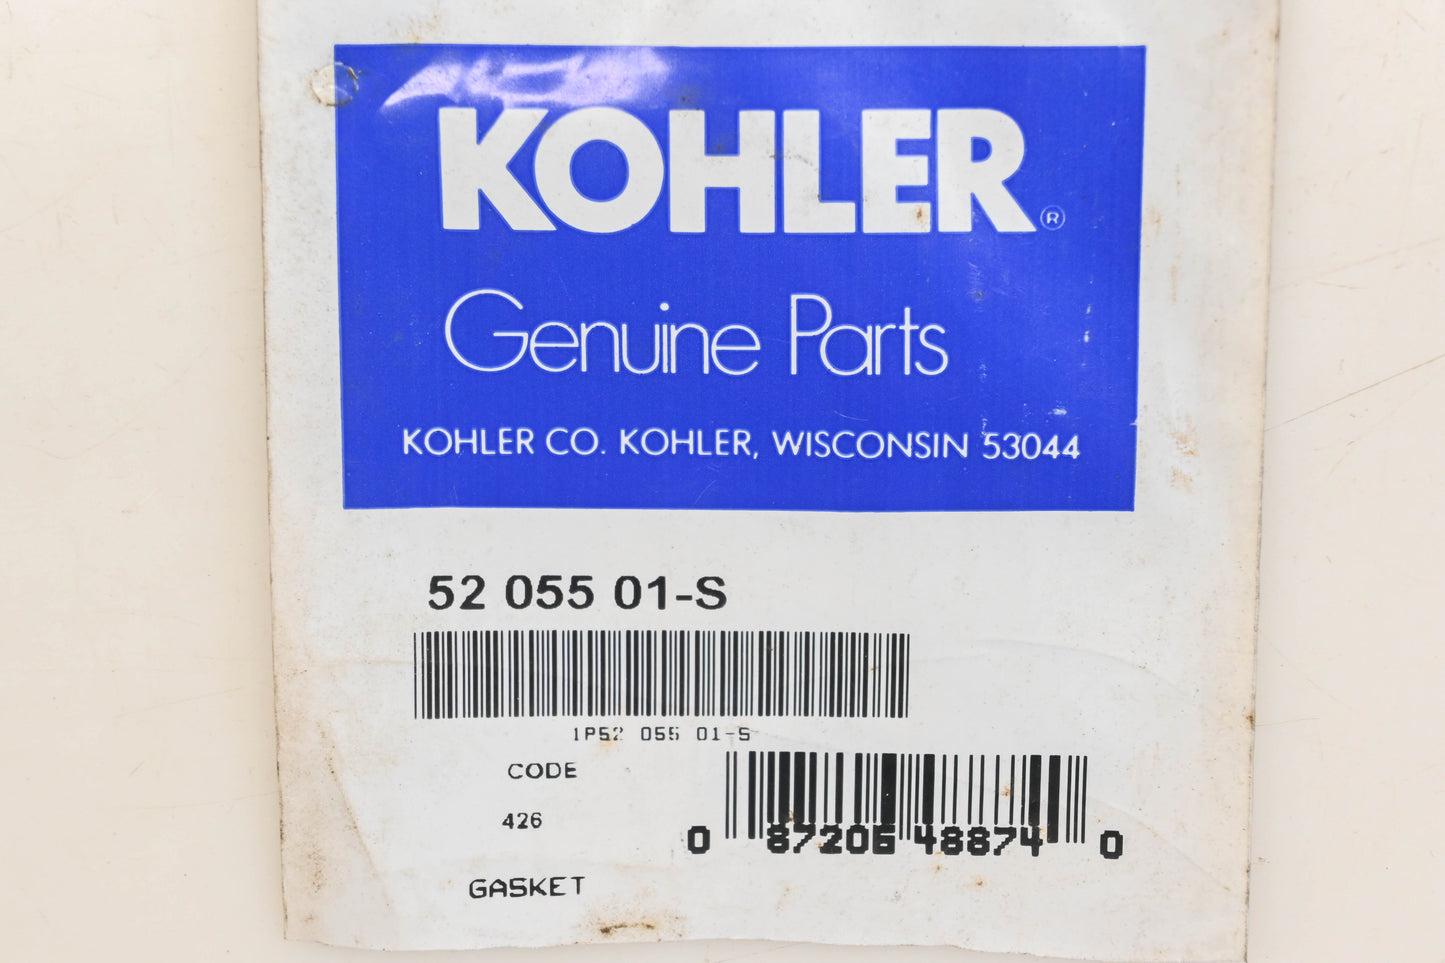 KOHLER®
Genuine Parts
KOHLER CO. KOHLER, WISCONSIN 53044
52 055 01-S
1P52 055 01-S
CODE
426
0 87206 48874 0
GASKET